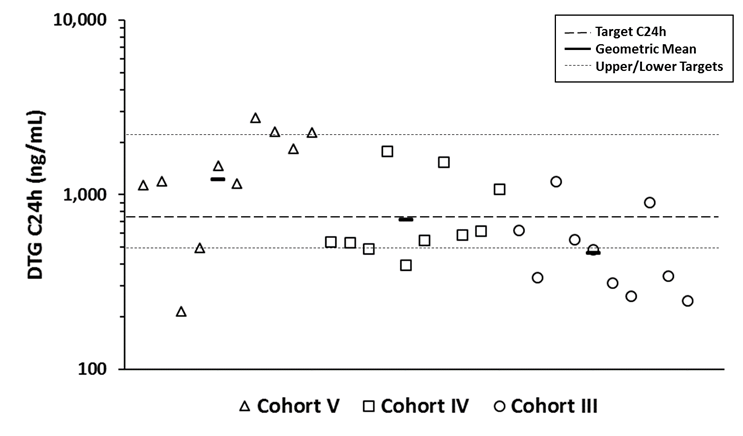 10,000
Target C24h
Geometric Mean
Upper/Lower Targets
DTG C24h (ng/mL)
1,000
100
Cohort V Cohort IV Cohort III